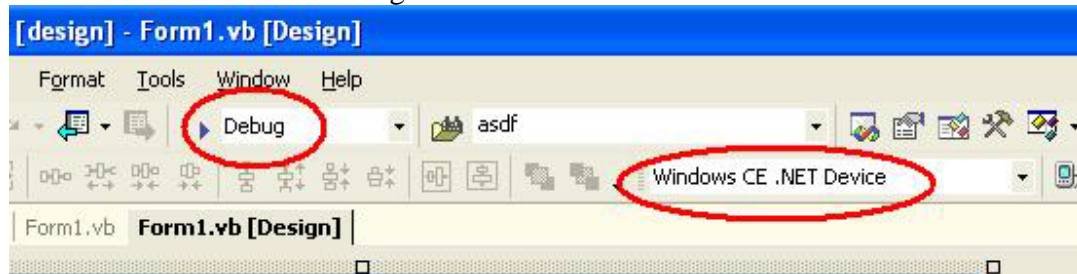 [design] - Form1.vb [Design]
Format Tools Window Help
Debug asdf
Windows CE .NET Device
Form1.vb Form1.vb [Design]